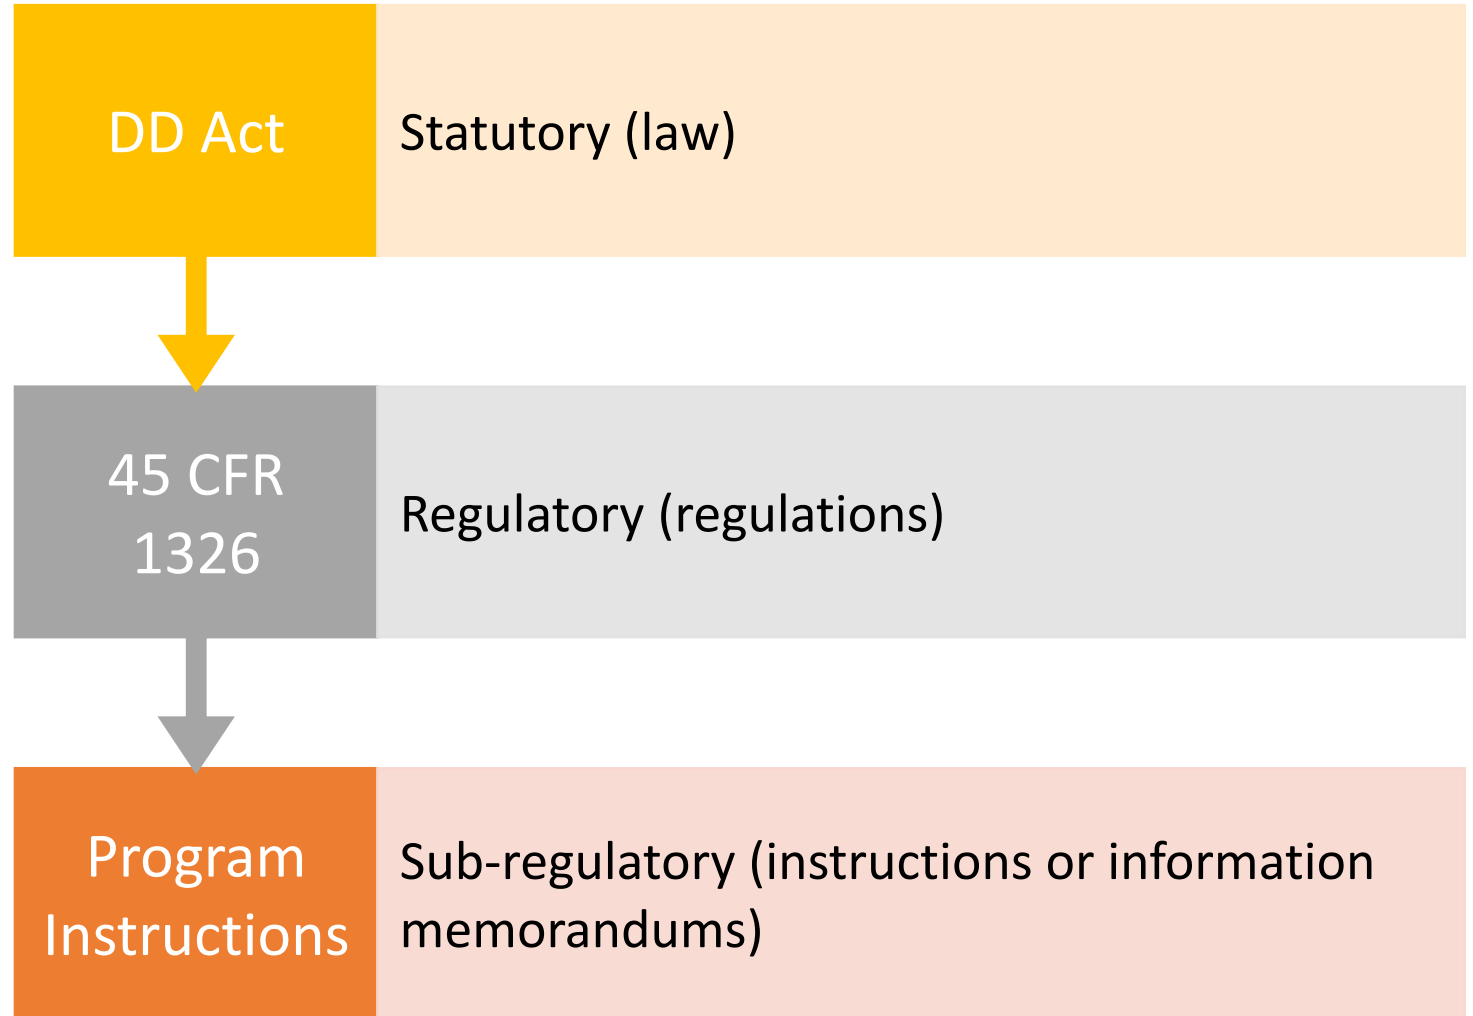 DD Act
Statutory (law)
45 CFR
1326
Regulatory (regulations)
Program
Instructions
Sub-regulatory (instructions or information
memorandums)